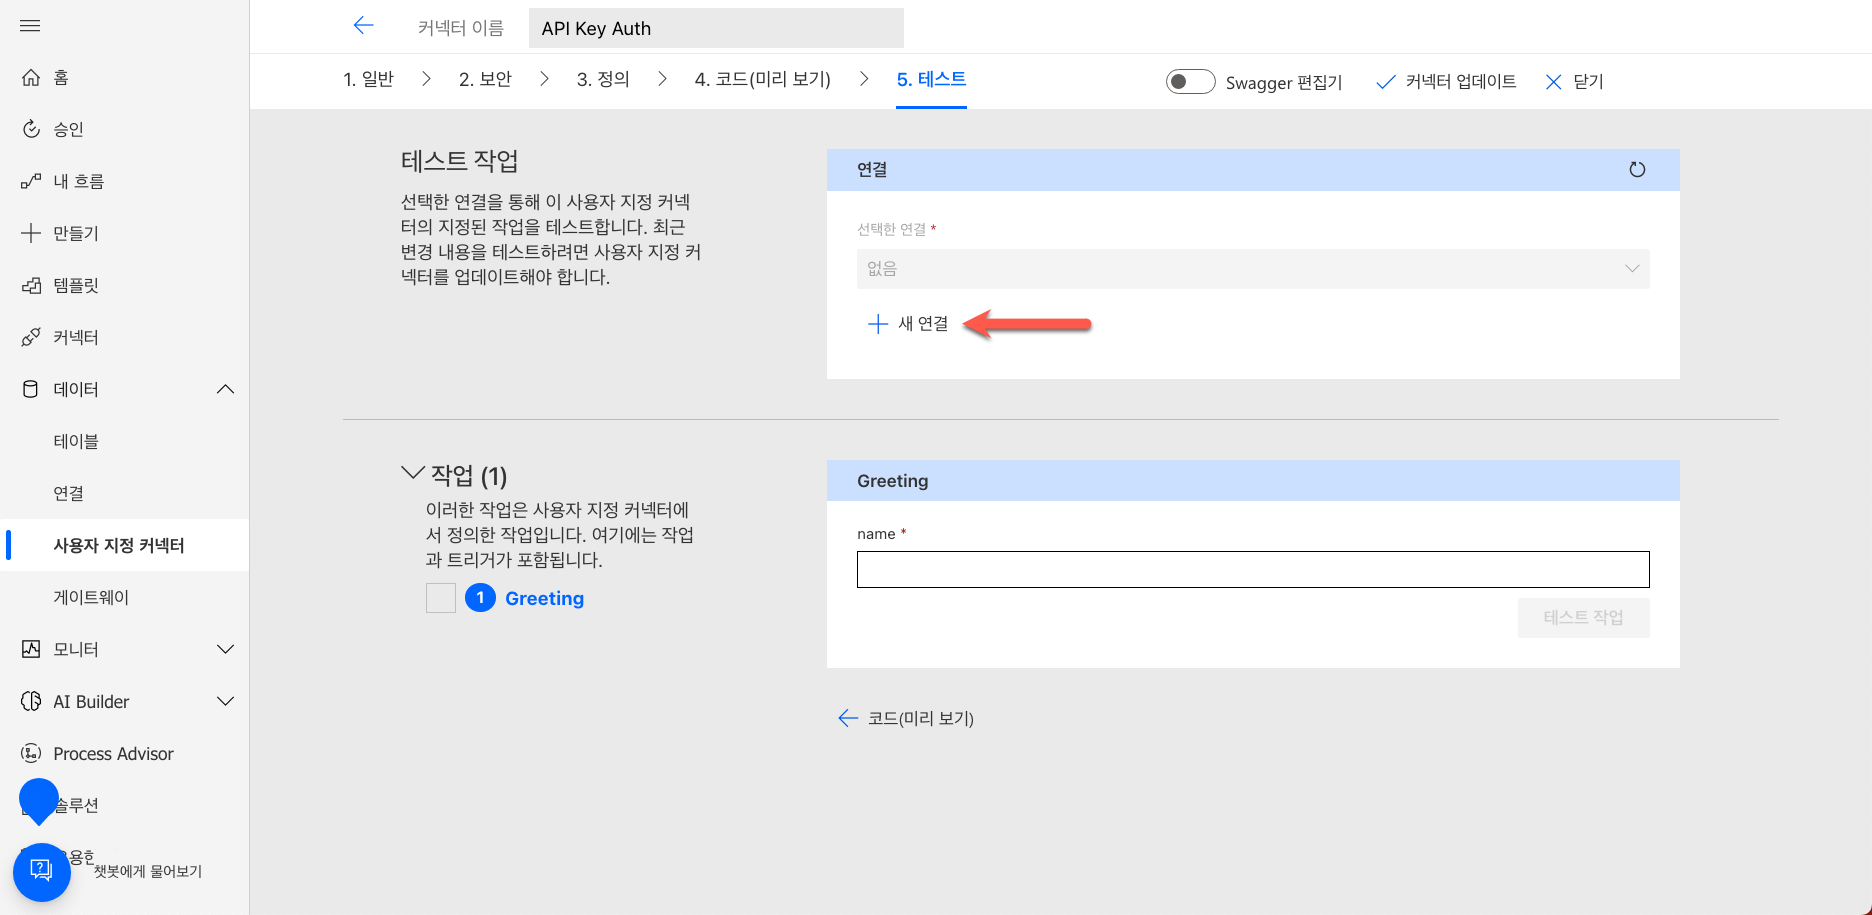 커넥터 이름
API Key Auth
1. 일반
2. 보안
3. 정의
4. 코드(미리 보기)
5. 테스트
Swagger 편집기
커넥터 업데이트
닫기
홈
승인
내 흐름
만들기
템플릿
커넥터
데이터
테이블
연결
사용자 지정 커넥터
게이트웨이
모니터
AI Builder
Process Advisor
솔루션
챗봇에게 물어보기
테스트 작업
선택한 연결을 통해 이 사용자 지정 커넥
터의 지정된 작업을 테스트합니다. 최근
변경 내용을 테스트하려면 사용자 지정 커
넥터를 업데이트해야 합니다.
연결
선택한 연결 *
없음
새 연결
작업 (1)
이러한 작업은 사용자 지정 커넥터에
서 정의한 작업입니다. 여기에는 작업
과 트리거가 포함됩니다.
1 Greeting
Greeting
name *
테스트 작업
코드(미리 보기)